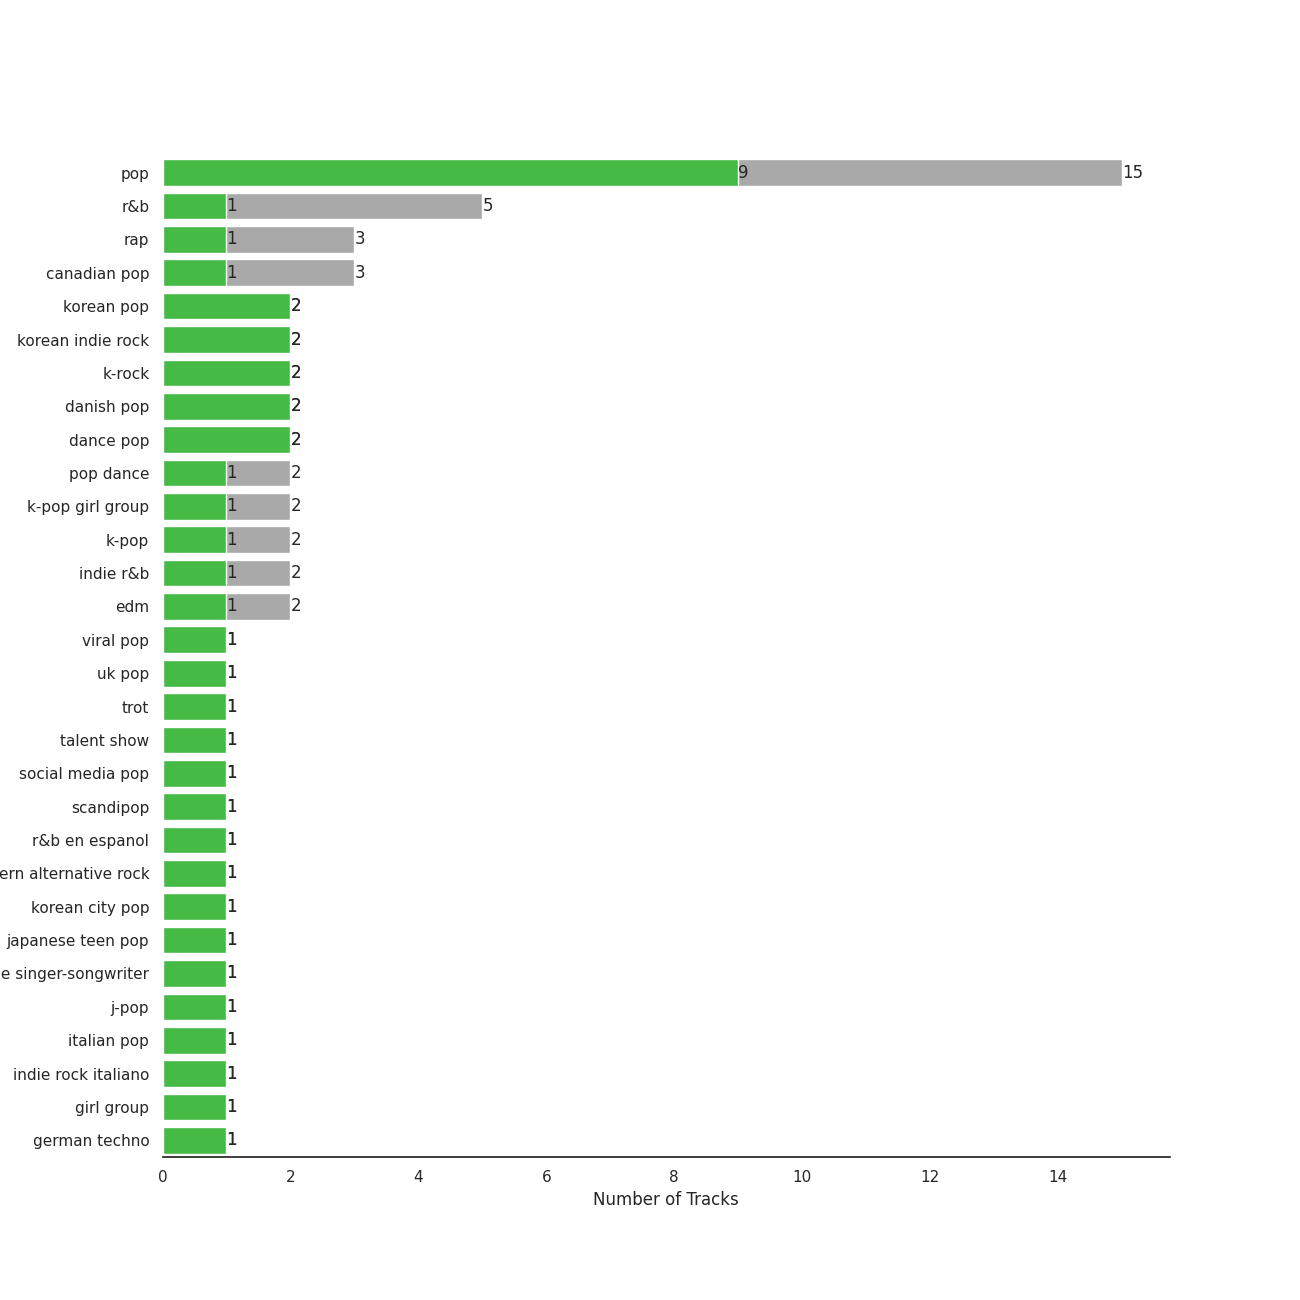 pop 9 15
r&b 1 5
rap 1 3
canadian pop 1 3
korean pop 2
korean indie rock 2
k-rock 2
danish pop 2
dance pop 2
pop dance 1 2
k-pop girl group 1 2
k-pop 1 2
indie r&b 1 2
edm 1 2
viral pop 1
uk pop 1
trot 1
talent show 1
social media pop 1
scandipop 1
r&b en espanol 1
ern alternative rock 1
korean city pop 1
japanese teen pop 1
e singer-songwriter 1
j-pop 1
italian pop 1
indie rock italiano 1
girl group 1
german techno 1
0 2 4 6 8 10 12 14
Number of Tracks